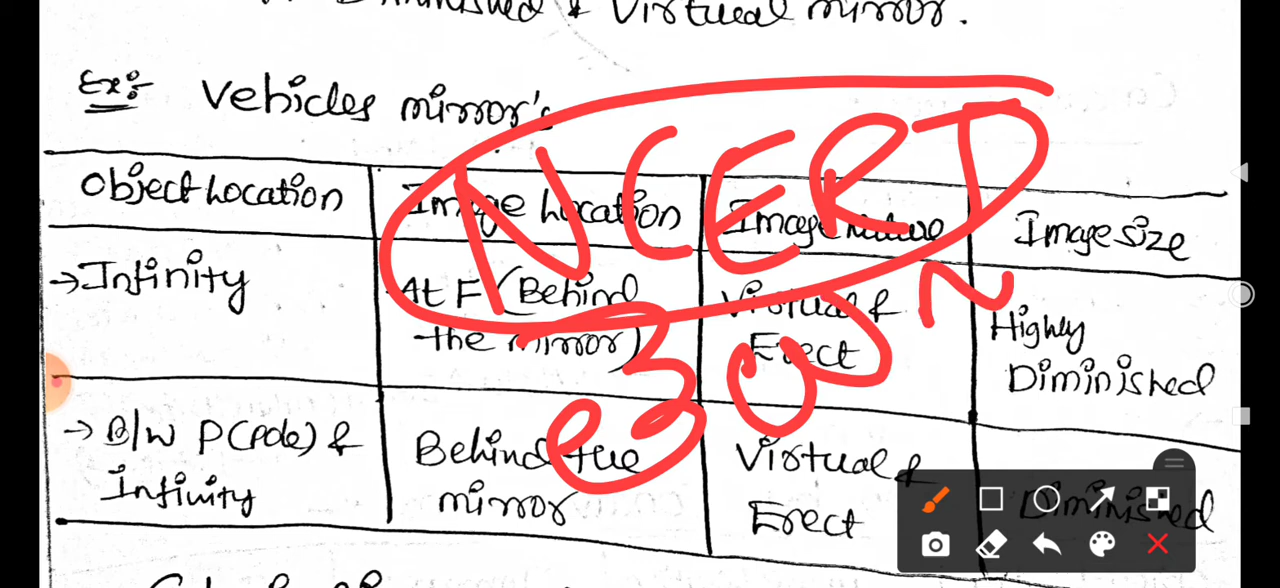 Diminished & Virtual mirror.
Ex:- Vehicles mirror's
Object Location Image Location Image Nature Image size
→ Infinity At F (Behind the mirror) Virtual & Erect Highly Diminished
→ B/W P(Pole) & Infinity Behind the mirror Virtual & Erect Diminished
NCERT